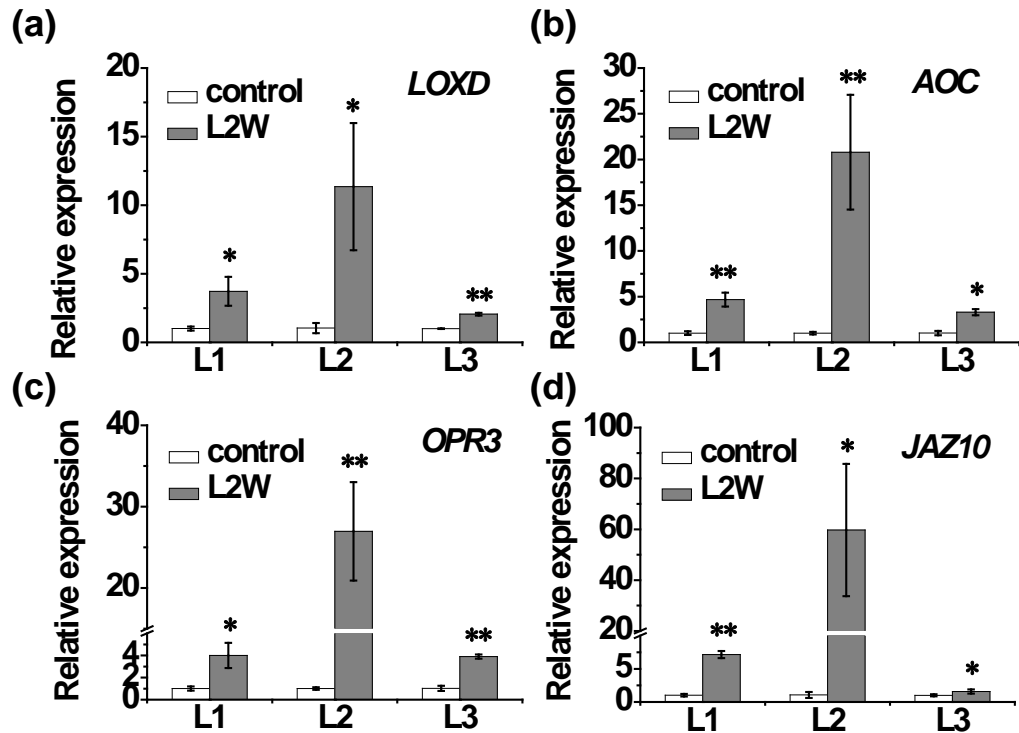 (a)
Relative expression
20
15
10
5
0
control
L2W
LOXD
*
*
**
L1 L2 L3
(b)
Relative expression
30
25
20
15
10
5
0
control
L2W
AOC
**
**
*
L1 L2 L3
(c)
Relative expression
40
30
20
4
2
1
control
L2W
OPR3
*
**
**
L1 L2 L3
(d)
Relative expression
100
80
60
40
20
5
0
control
L2W
JAZ10
**
*
*
L1 L2 L3